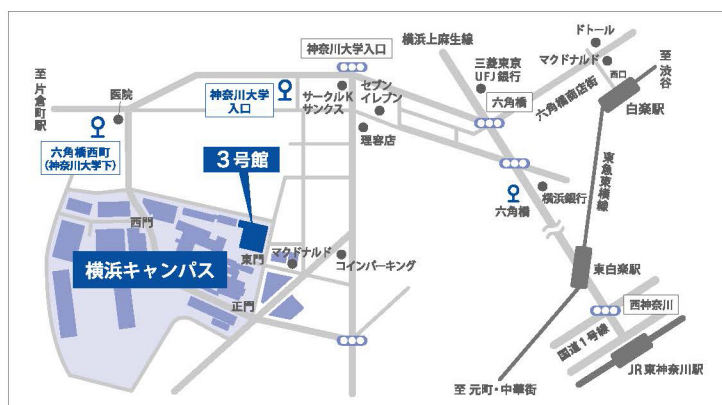 神奈川大学入口
横浜上麻生線
ドトール
マクドナルド
至
渋谷
西口
三菱東京
UFJ銀行
六角橋商店街
白楽駅
至
片倉町駅
医院
神奈川大学
入口
サークルK
サンクス
セブン
イレブン
六角橋
理容店
六角橋西町
(神奈川大学下)
3号館
東急東横線
横浜銀行
六角橋
西門
東門
マクドナルド
コインパーキング
横浜キャンパス
正門
東白楽駅
西神奈川
国道1号線
JR東神奈川駅
至 元町・中華街